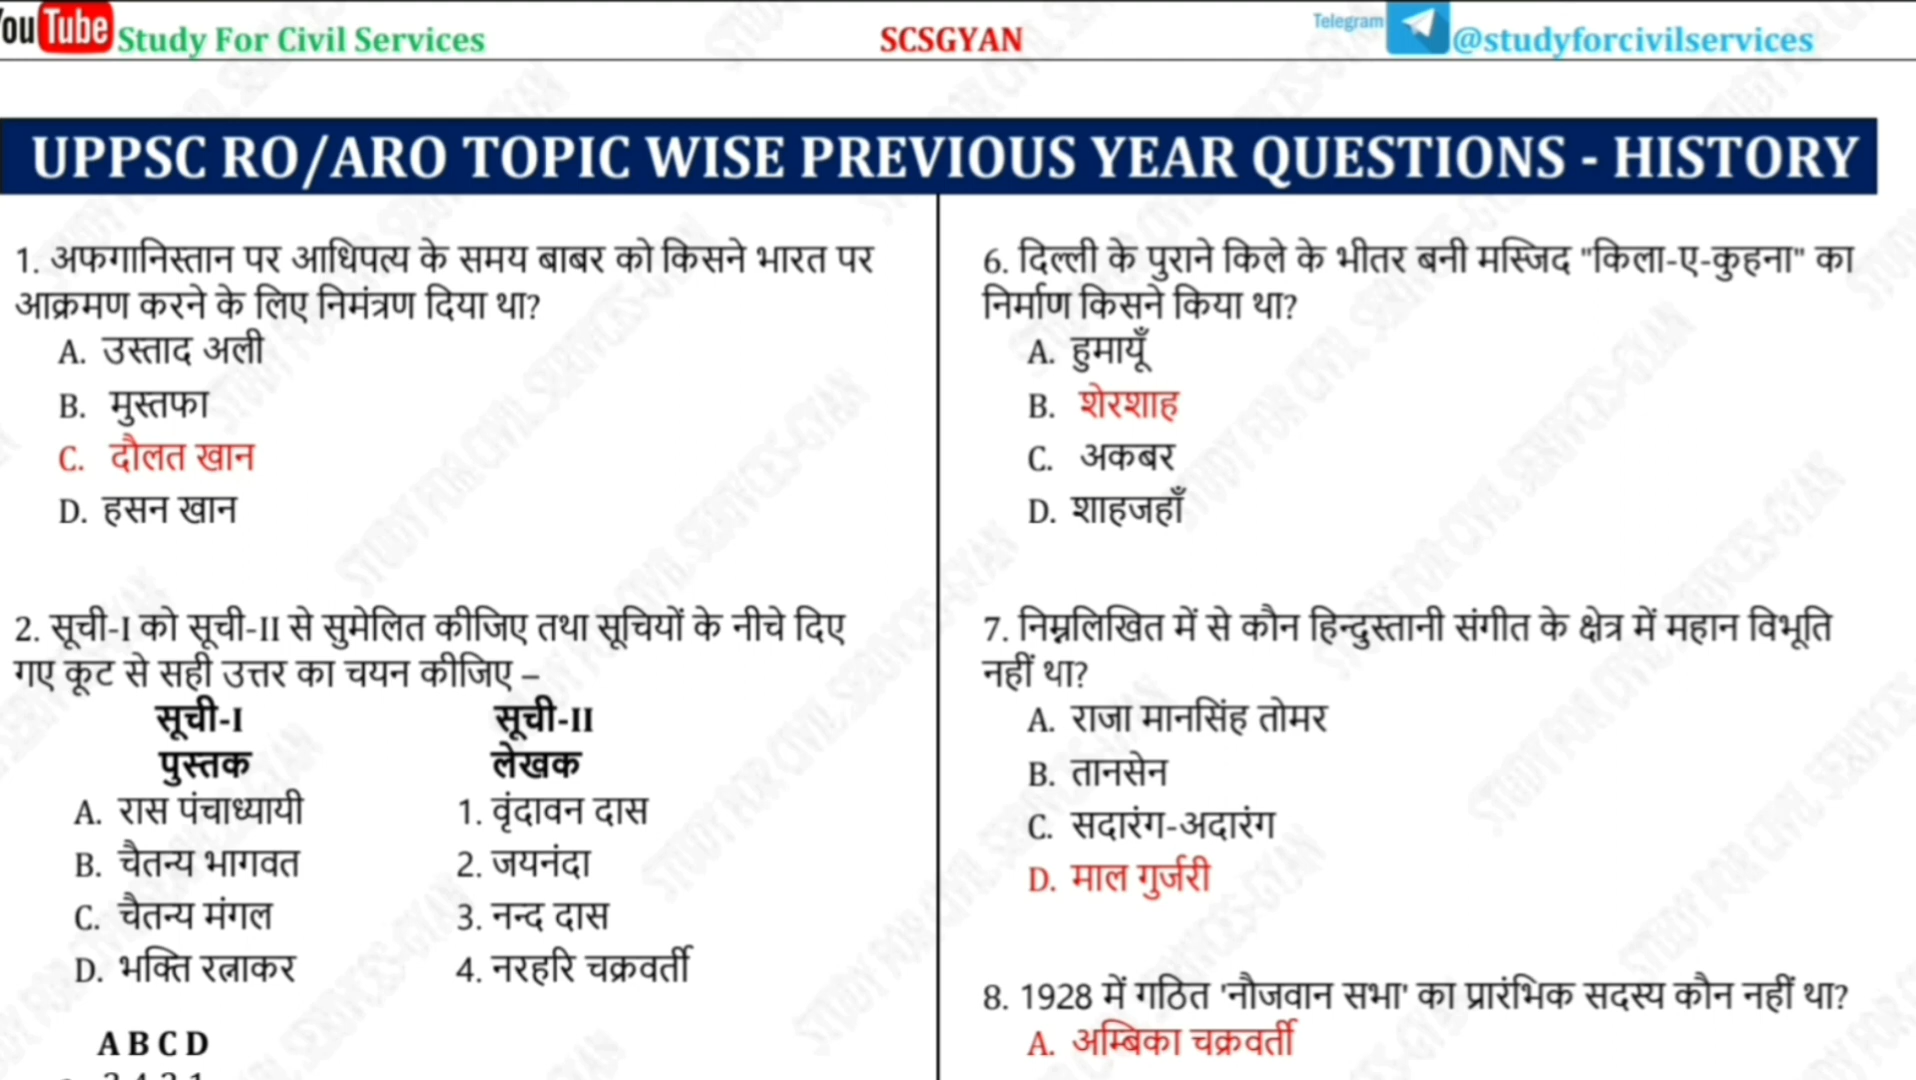 You Tube Study For Civil Services
SCSGYAN
Telegram @studyforcivilservices
UPPSC RO/ARO TOPIC WISE PREVIOUS YEAR QUESTIONS - HISTORY
1. अफगानिस्तान पर आधिपत्य के समय बाबर को किसने भारत पर
आक्रमण करने के लिए निमंत्रण दिया था?
A. उस्ताद अली
B. मुस्तफा
C. दौलत खान
D. हसन खान
2. सूची-I को सूची-II से सुमेलित कीजिए तथा सूचियों के नीचे दिए
गए कूट से सही उत्तर का चयन कीजिए –
सूची-I सूची-II
पुस्तक लेखक
A. रास पंचाध्यायी 1. वृंदावन दास
B. चैतन्य भागवत 2. जयनंदा
C. चैतन्य मंगल 3. नन्द दास
D. भक्ति रत्नाकर 4. नरहरि चक्रवर्ती
A B C D
6. दिल्ली के पुराने किले के भीतर बनी मस्जिद "किला-ए-कुहना" का
निर्माण किसने किया था?
A. हुमायूँ
B. शेरशाह
C. अकबर
D. शाहजहाँ
7. निम्नलिखित में से कौन हिन्दुस्तानी संगीत के क्षेत्र में महान विभूति
नहीं था?
A. राजा मानसिंह तोमर
B. तानसेन
C. सदारंग-अदारंग
D. माल गुर्जरी
8. 1928 में गठित 'नौजवान सभा' का प्रारंभिक सदस्य कौन नहीं था?
A. अम्बिका चक्रवर्ती